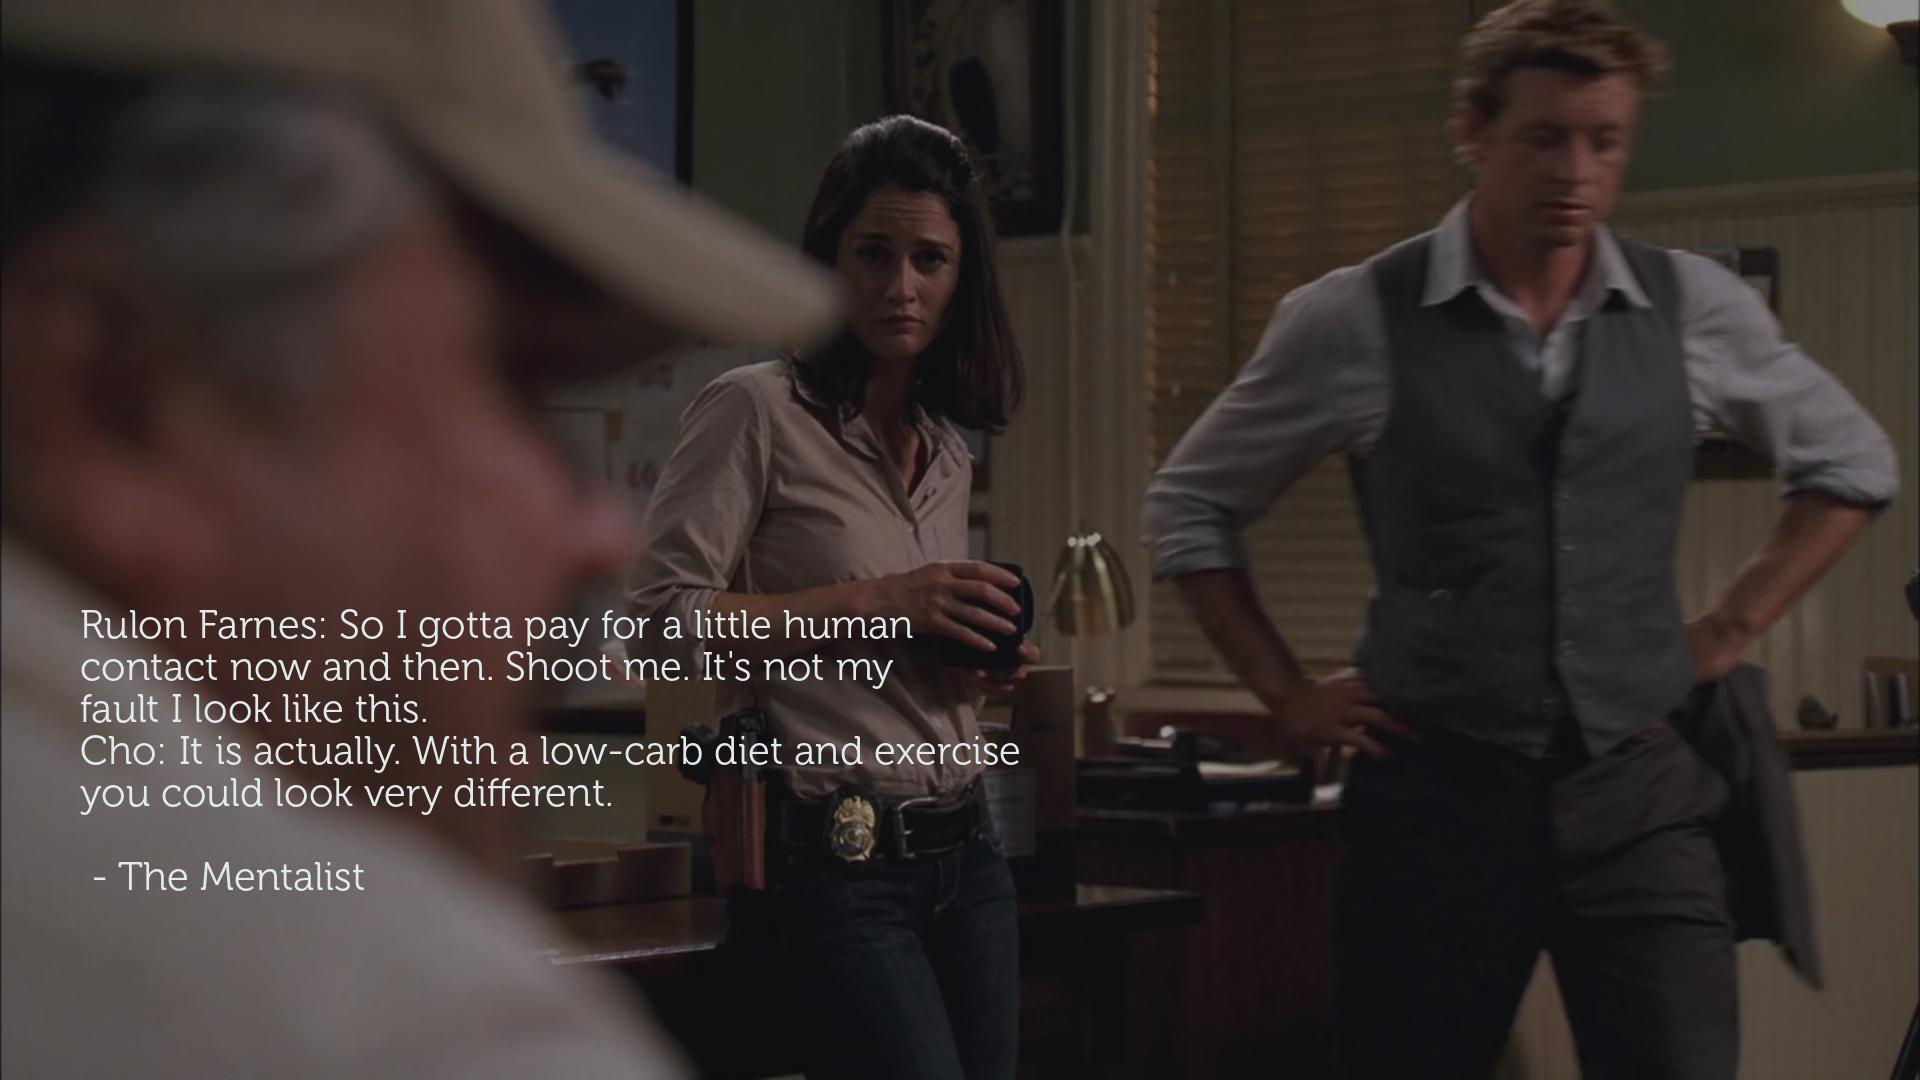 Rulon Farnes: So I gotta pay for a little human
contact now and then. Shoot me. It's not my
fault I look like this.
Cho: It is actually. With a low-carb diet and exercise
you could look very different.
- The Mentalist